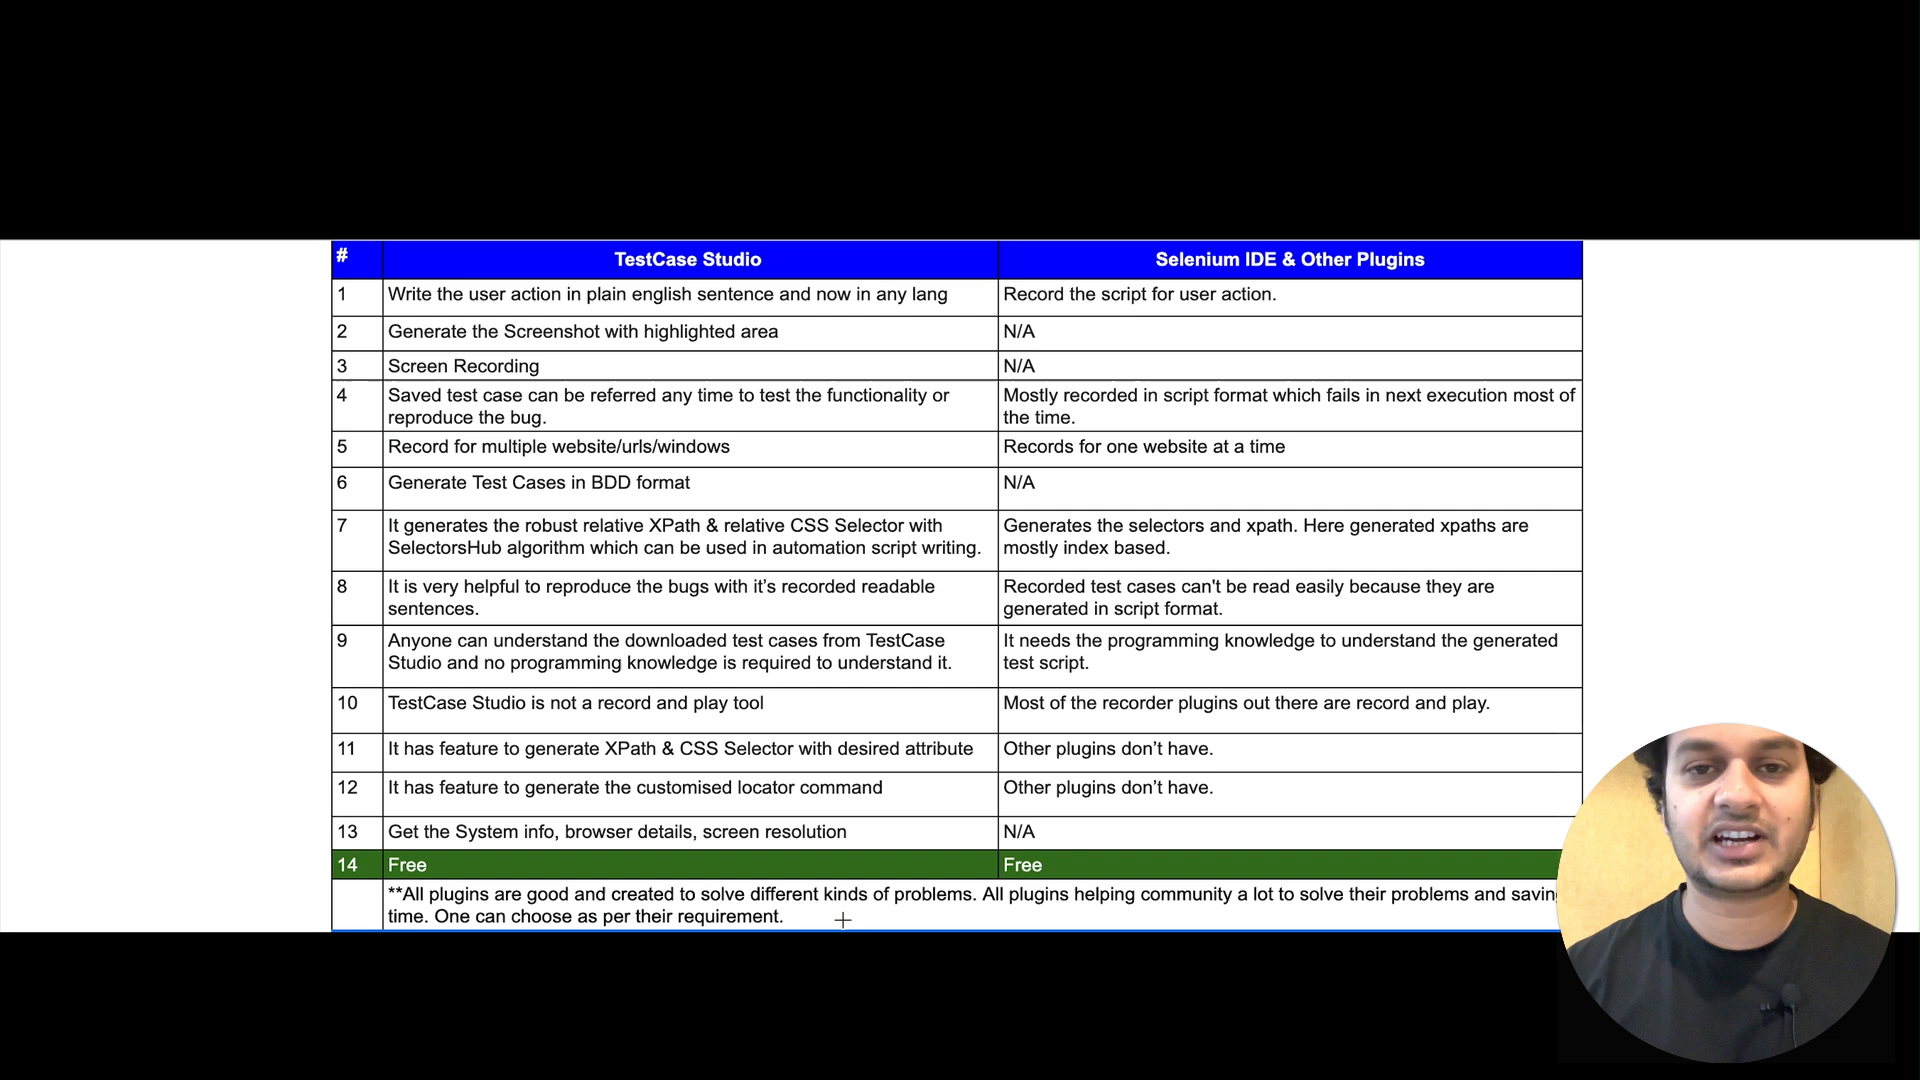 # TestCase Studio Selenium IDE & Other Plugins
1 Write the user action in plain english sentence and now in any lang Record the script for user action.
2 Generate the Screenshot with highlighted area N/A
3 Screen Recording N/A
4 Saved test case can be referred any time to test the functionality or Mostly recorded in script format which fails in next execution most of
reproduce the bug. the time.
5 Record for multiple website/urls/windows Records for one website at a time
6 Generate Test Cases in BDD format N/A
7 It generates the robust relative XPath & relative CSS Selector with Generates the selectors and xpath. Here generated xpaths are
SelectorsHub algorithm which can be used in automation script writing. mostly index based.
8 It is very helpful to reproduce the bugs with it’s recorded readable Recorded test cases can't be read easily because they are
sentences. generated in script format.
9 Anyone can understand the downloaded test cases from TestCase It needs the programming knowledge to understand the generated
Studio and no programming knowledge is required to understand it. test script.
10 TestCase Studio is not a record and play tool Most of the recorder plugins out there are record and play.
11 It has feature to generate XPath & CSS Selector with desired attribute Other plugins don’t have.
12 It has feature to generate the customised locator command Other plugins don’t have.
13 Get the System info, browser details, screen resolution N/A
14 Free Free
**All plugins are good and created to solve different kinds of problems. All plugins helping community a lot to solve their problems and savin
time. One can choose as per their requirement.